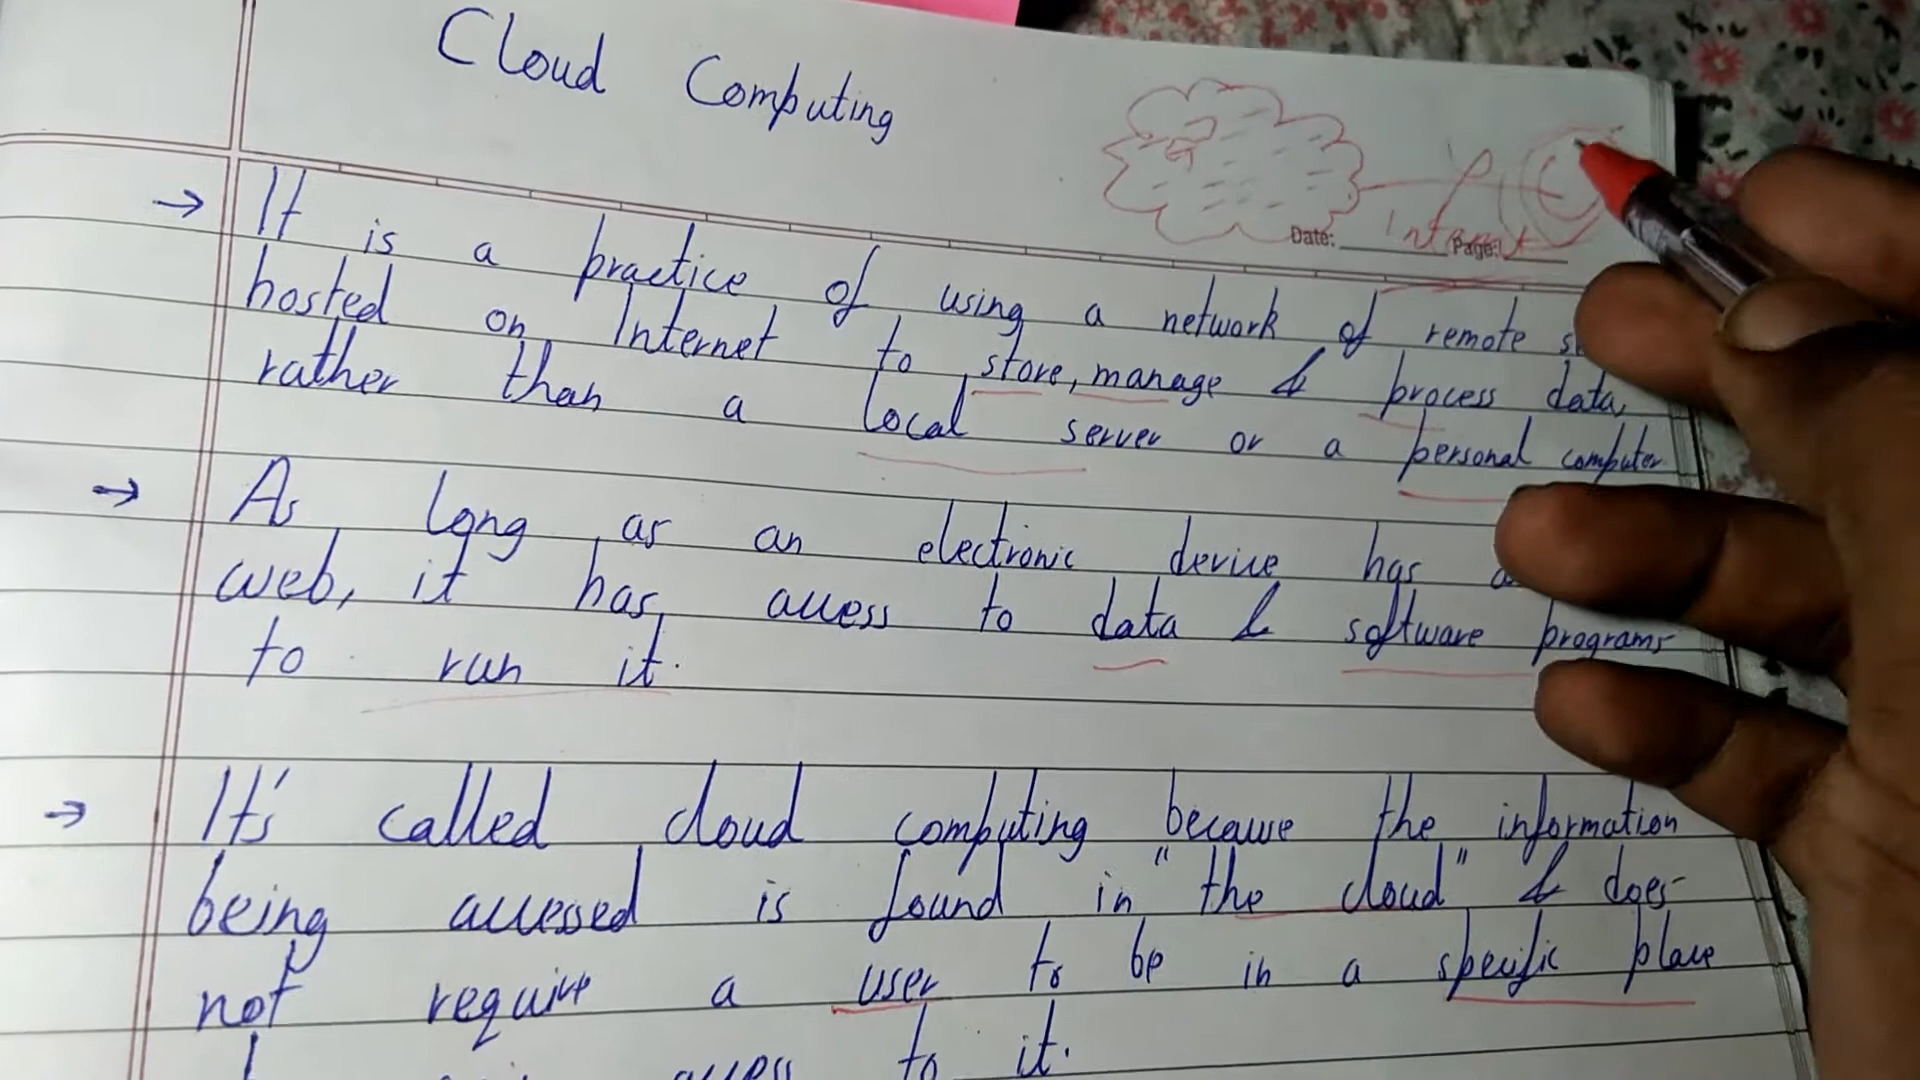 Cloud Computing
Date: Page:
Internet
→ It is a practice of using a network of remote
hosted on Internet to store, manage & process data,
rather than a local server or a personal computer
→ As long as an electronic device has
web, it has access to data & software programs
to run it.
→ It's called cloud computing because the information
being accessed is found in "the cloud" & does
not require a user to be in a specific place
access to it.